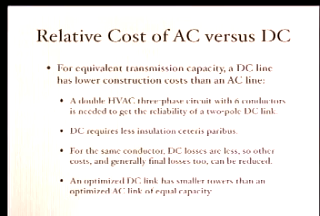 Relative Cost of AC versus DC
• For equivalent transmission capacity, a DC line
has lower construction costs than an AC line:
• A double HVAC three-phase circuit with 6 conductors
is needed to get the reliability of a two-pole DC link.
• DC requires less insulation ceteris paribus.
• For the same conductor, DC losses are less, so other
costs, and generally final losses too, can be reduced.
• An optimized DC link has smaller towers than an
optimized AC link of equal capacity.